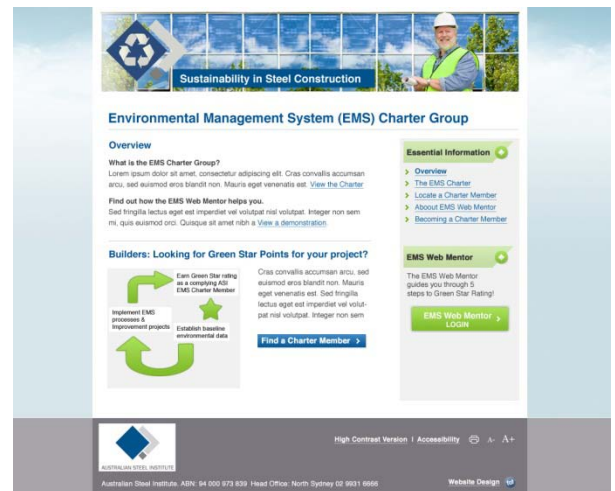 Sustainability in Steel Construction
Environmental Management System (EMS) Charter Group
Overview
What is the EMS Charter Group?
Lorem ipsum dolor sit amet, consectetur adipiscing elit. Cras convallis accumsan
arcu, sed euismod eros blandit non. Mauris eget venenatis est. View the Charter
Find out how the EMS Web Mentor helps you.
Sed fringilla lectus eget est imperdiet vel volutpat nisl volutpat. Integer non sem
mi, quis euismod orci. Quisque sit amet nibh a View a demonstration.
Builders: Looking for Green Star Points for your project?
Earn Green Star rating
as a complying ASI
EMS Charter Member
Implement EMS
processes &
Improvement projects
Establish baseline
environmental data
Cras convallis accumsan arcu, sed
euismod eros blandit non. Mauris
eget venenatis est. Sed fringilla
lectus eget est imperdiet vel volut-
pat nisl volutpat. Integer non sem
Find a Charter Member >
Essential Information
> Overview
> The EMS Charter
> Locate a Charter Member
> Abount EMS Web Mentor
> Becoming a Charter Member
EMS Web Mentor
The EMS Web Mentor
guides you through 5
steps to Green Star Rating!
EMS Web Mentor >
LOGIN
AUSTRALIAN STEEL INSTITUTE
High Contrast Version | Accessibility A- A+
Australian Steel Institute. ABN: 94 000 973 839 Head Office: North Sydney 02 9931 6666
Website Design